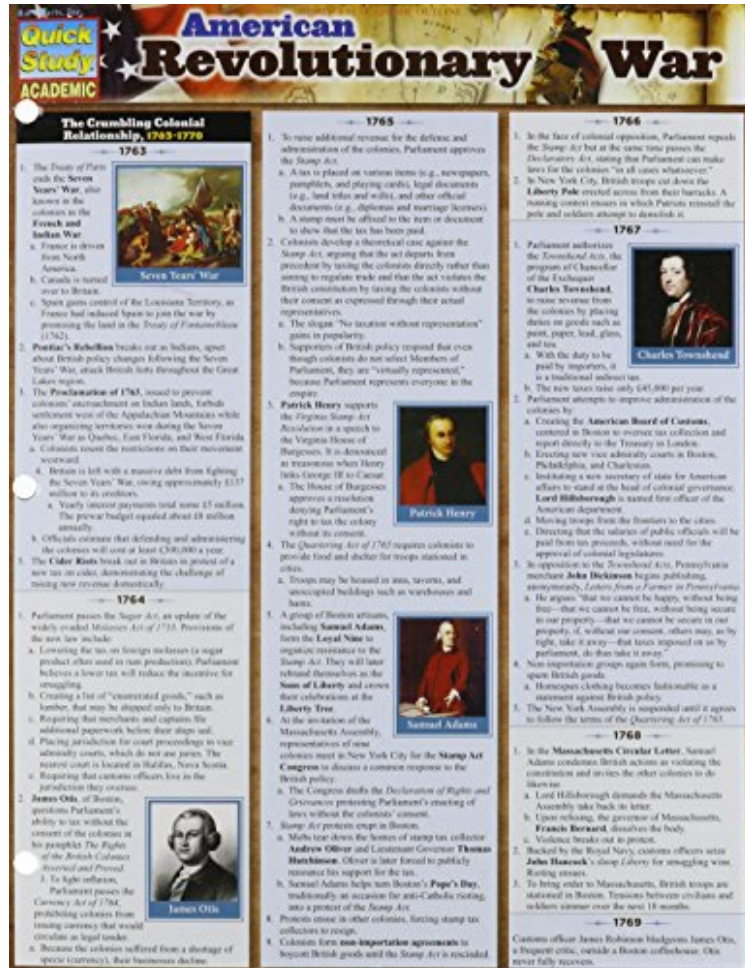 Quick
Study
ACADEMIC
American
Revolutionary War
The Crumbling Colonial
Relationship, 1763-1770
1763
1. The Treaty of Paris
ends the Seven
Years' War, also
known in the
colonies as the
French and
Indian War.
a. France is driven
from North
America.
b. Canada is turned
over to Britain.
Seven Years' War
c. Spain gains control of the Louisiana Territory, as
France had induced Spain to join the war by
promising the land in the Treaty of Fontainebleau
(1762).
2. Pontiac's Rebellion breaks out as Indians, upset
about British policy changes following the Seven
Years' War, attack British forts throughout the Great
Lakes region.
3. The Proclamation of 1763, issued to prevent
colonists' encroachment on Indian lands, forbids
settlement west of the Appalachian Mountains while
also organizing territories won during the Seven
Years' War as Quebec, East Florida, and West Florida.
a. Colonists resent the restrictions on their movement
westward.
4. Britain is left with a massive debt from fighting
the Seven Years' War, owing approximately £137
million to its creditors.
a. Yearly interest payments total some £5 million.
The prewar budget equaled about £8 million
annually.
b. Officials estimate that defending and administering
the colonies will cost at least £300,000 a year.
5. The Cider Riots break out in Britain in protest of a
new tax on cider, demonstrating the challenge of
raising new revenue domestically.
1764
1. Parliament passes the Sugar Act, an update of the
widely evaded Molasses Act of 1733. Provisions of
the new law include:
a. Lowering the tax on foreign molasses (a sugar
product often used in rum production); Parliament
believes a lower tax will reduce the incentive for
smuggling.
b. Creating a list of "enumerated goods," such as
lumber, that may be shipped only to Britain.
c. Requiring that merchants and captains file
additional paperwork before their ships sail.
d. Placing jurisdiction for court proceedings in vice
admiralty courts, which do not use juries. The
nearest court is located in Halifax, Nova Scotia.
e. Requiring that customs officers live in the
jurisdiction they oversee.
2. James Otis, of Boston,
questions Parliament's
ability to tax without the
consent of the colonies in
his pamphlet The Rights
of the British Colonies
Asserted and Proved.
3. To fight inflation,
Parliament passes the
Currency Act of 1764,
prohibiting colonies from
issuing currency that would
circulate as legal tender.
James Otis
a. Because the colonies suffered from a shortage of
specie (currency), their businesses decline.
1765
1. To raise additional revenue for the defense and
administration of the colonies, Parliament approves
the Stamp Act.
a. A tax is placed on various items (e.g., newspapers,
pamphlets, and playing cards), legal documents
(e.g., land titles and wills), and other official
documents (e.g., diplomas and marriage licenses).
b. A stamp must be affixed to the item or document
to show that the tax has been paid.
2. Colonists develop a theoretical case against the
Stamp Act, arguing that the act departs from
precedent by taxing the colonists directly rather than
aiming to regulate trade and that the act violates the
British constitution by taxing the colonists without
their consent as expressed through their actual
representatives.
a. The slogan "No taxation without representation"
gains in popularity.
b. Supporters of British policy respond that even
though colonists do not select Members of
Parliament, they are "virtually represented,"
because Parliament represents everyone in the
empire.
3. Patrick Henry supports
the Virginia Stamp Act
Resolution in a speech to
the Virginia House of
Burgesses. It is denounced
as treasonous when Henry
links George III to Caesar.
a. The House of Burgesses
approves a resolution
denying Parliament's
right to tax the colony
without its consent.
Patrick Henry
4. The Quartering Act of 1765 requires colonists to
provide food and shelter for troops stationed in
cities.
a. Troops may be housed in inns, taverns, and
unoccupied buildings such as warehouses and
barns.
5. A group of Boston artisans,
including Samuel Adams,
form the Loyal Nine to
organize resistance to the
Stamp Act. They will later
rebrand themselves as the
Sons of Liberty and crown
their celebrations at the
Liberty Tree.
Samuel Adams
6. At the invitation of the
Massachusetts Assembly,
representatives of nine
colonies meet in New York City for the Stamp Act
Congress to discuss a common response to the
British policy.
a. The Congress drafts the Declaration of Rights and
Grievances protesting Parliament's enacting of
laws without the colonists' consent.
7. Stamp Act protests erupt in Boston.
a. Mobs tear down the homes of stamp tax collector
Andrew Oliver and Lieutenant Governor Thomas
Hutchinson. Oliver is later forced to publicly
renounce his support for the tax.
b. Samuel Adams helps turn Boston's Pope's Day,
traditionally an occasion for anti-Catholic rioting,
into a protest of the Stamp Act.
8. Protests ensue in other colonies, forcing stamp tax
collectors to resign.
9. Colonists form non-importation agreements to
boycott British goods until the Stamp Act is rescinded.
1766
1. In the face of colonial opposition, Parliament repeals
the Stamp Act but at the same time passes the
Declaratory Act, stating that Parliament can make
laws for the colonies "in all cases whatsoever."
2. In New York City, British troops cut down the
Liberty Pole erected across from their barracks. A
running contest ensues in which Patriots reinstall the
pole and soldiers attempt to demolish it.
1767
1. Parliament authorizes
the Townshend Acts, the
program of Chancellor
of the Exchequer
Charles Townshend,
to raise revenue from
the colonies by placing
duties on goods such as
paint, paper, lead, glass,
and tea.
a. With the duty to be
paid by importers, it
is a traditional indirect tax.
Charles Townshend
b. The new taxes raise only £45,000 per year.
2. Parliament attempts to improve administration of the
colonies by:
a. Creating the American Board of Customs,
centered in Boston to oversee tax collection and
report directly to the Treasury in London.
b. Erecting new vice admiralty courts in Boston,
Philadelphia, and Charleston.
c. Instituting a new secretary of state for American
affairs to stand at the head of colonial governance.
Lord Hillsborough is named first officer of the
American department.
d. Moving troops from the frontiers to the cities.
e. Directing that the salaries of public officials will be
paid from tax proceeds, without need for the
approval of colonial legislatures.
3. In opposition to the Townshend Acts, Pennsylvania
merchant John Dickinson begins publishing,
anonymously, Letters from a Farmer in Pennsylvania.
a. He argues "that we cannot be happy, without being
free—that we cannot be free, without being secure
in our property—that we cannot be secure in our
property, if, without our consent, others may, as by
right, take it away—that taxes imposed on us by
parliament, do thus take it away."
4. Non-importation groups again form, promising to
spurn British goods.
a. Homespun clothing becomes fashionable as a
statement against British policy.
5. The New York Assembly is suspended until it agrees
to follow the terms of the Quartering Act of 1765.
1768
1. In the Massachusetts Circular Letter, Samuel
Adams condemns British actions as violating the
constitution and invites the other colonies to do
likewise.
a. Lord Hillsborough demands the Massachusetts
Assembly take back its letter.
b. Upon refusing, the governor of Massachusetts,
Francis Bernard, dissolves the body.
c. Violence breaks out in protest.
2. Backed by the Royal Navy, customs officers seize
John Hancock's sloop Liberty for smuggling wine.
Rioting ensues.
3. To bring order to Massachusetts, British troops are
stationed in Boston. Tensions between civilians and
soldiers simmer over the next 18 months.
1769
Customs officer James Robinson bludgeons James Otis,
a frequent critic, outside a Boston coffeehouse. Otis
never fully recovers.